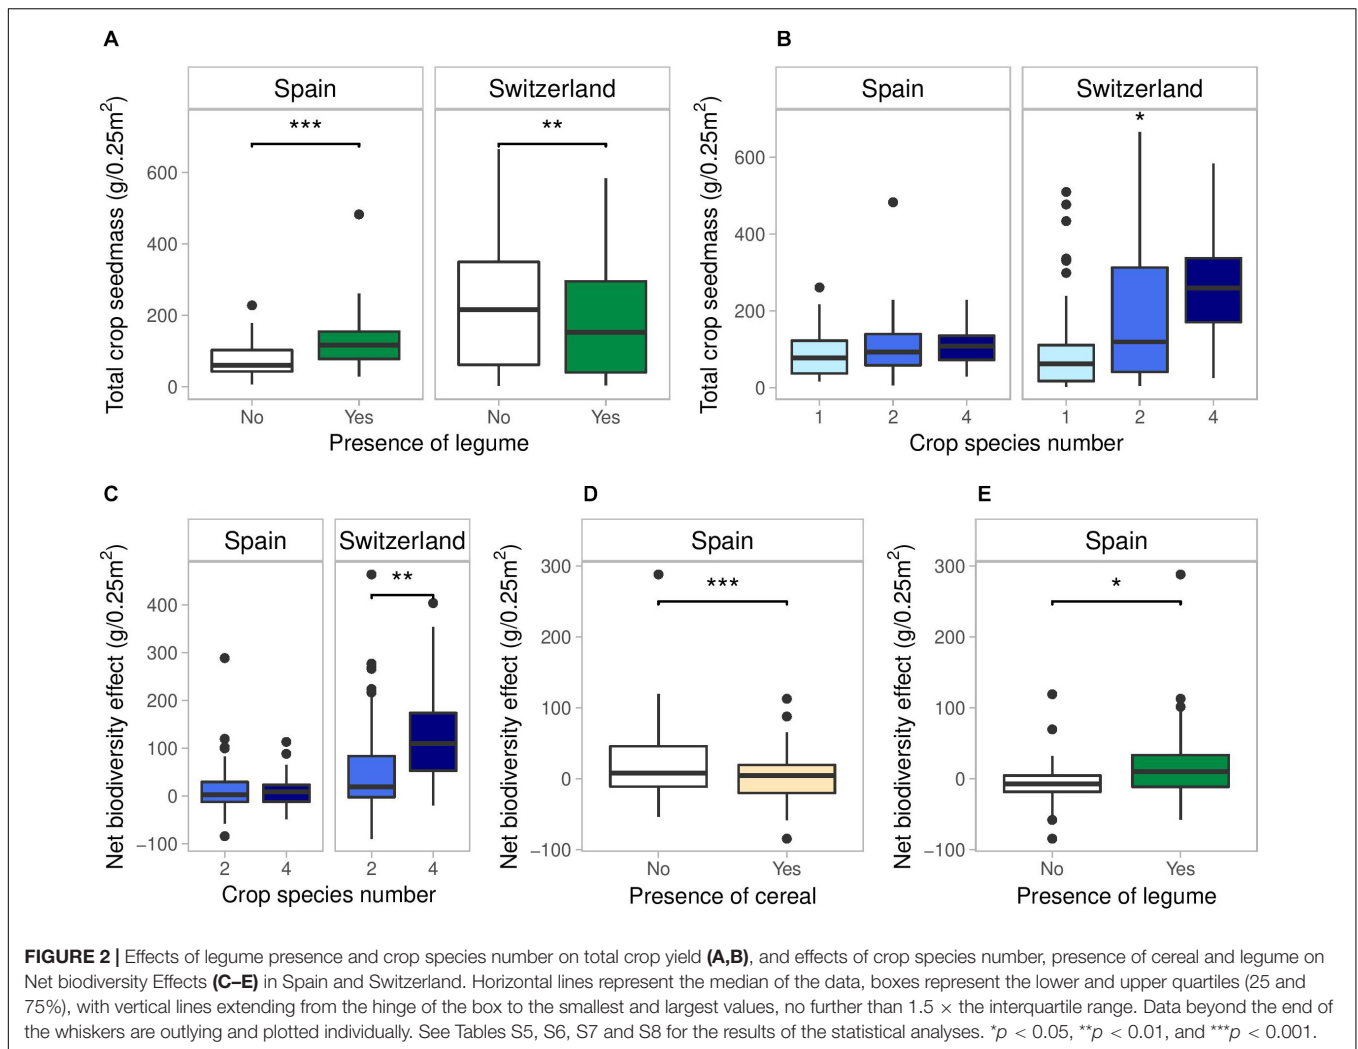 A
Spain
Switzerland
Total crop seedmass (g/0.25m²)
600
400
200
0
***
**
No
Yes
No
Yes
Presence of legume
B
Spain
Switzerland
Total crop seedmass (g/0.25m²)
600
400
200
0
*
1
2
4
1
2
4
Crop species number
C
Spain
Switzerland
Net biodiversity effect (g/0.25m²)
400
300
200
100
0
−100
**
2
4
2
4
Crop species number
D
Spain
Net biodiversity effect (g/0.25m²)
300
200
100
0
−100
***
No
Yes
Presence of cereal
E
Spain
Net biodiversity effect (g/0.25m²)
300
200
100
0
−100
*
No
Yes
Presence of legume
FIGURE 2 | Effects of legume presence and crop species number on total crop yield (A,B), and effects of crop species number, presence of cereal and legume on
Net biodiversity Effects (C–E) in Spain and Switzerland. Horizontal lines represent the median of the data, boxes represent the lower and upper quartiles (25 and
75%), with vertical lines extending from the hinge of the box to the smallest and largest values, no further than 1.5 × the interquartile range. Data beyond the end of
the whiskers are outlying and plotted individually. See Tables S5, S6, S7 and S8 for the results of the statistical analyses. *p < 0.05, **p < 0.01, and ***p < 0.001.